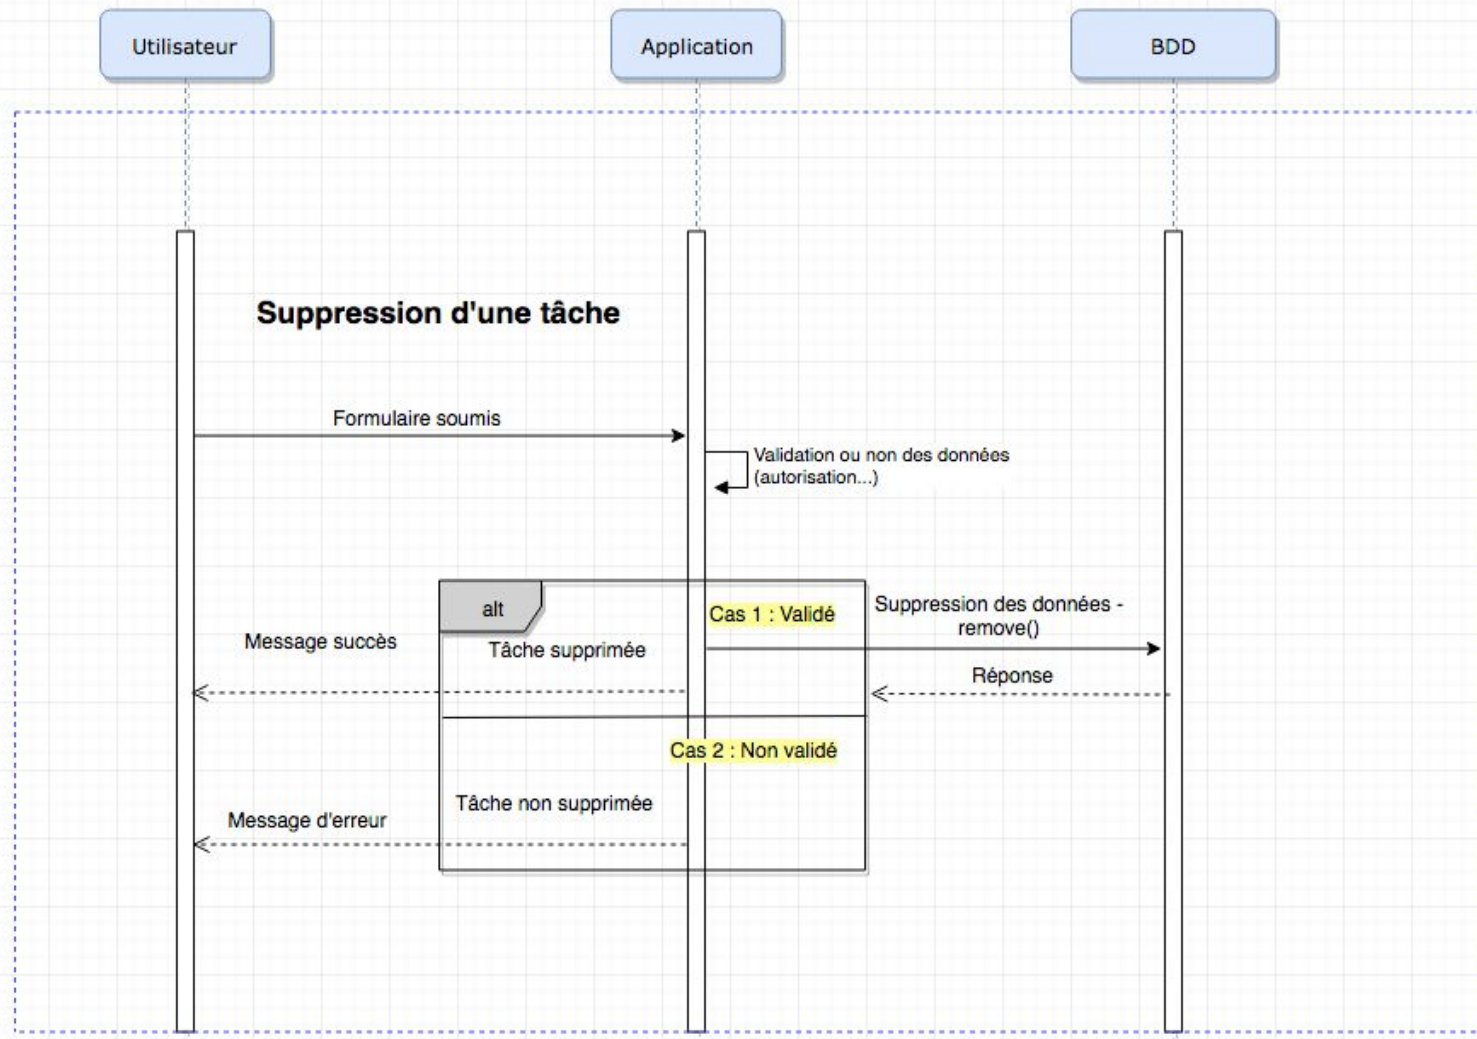 Utilisateur
Application
BDD
Suppression d'une tâche
Formulaire soumis
Validation ou non des données
(autorisation...)
alt
Cas 1 : Validé
Suppression des données -
remove()
Message succès
Tâche supprimée
Réponse
Cas 2 : Non validé
Tâche non supprimée
Message d'erreur